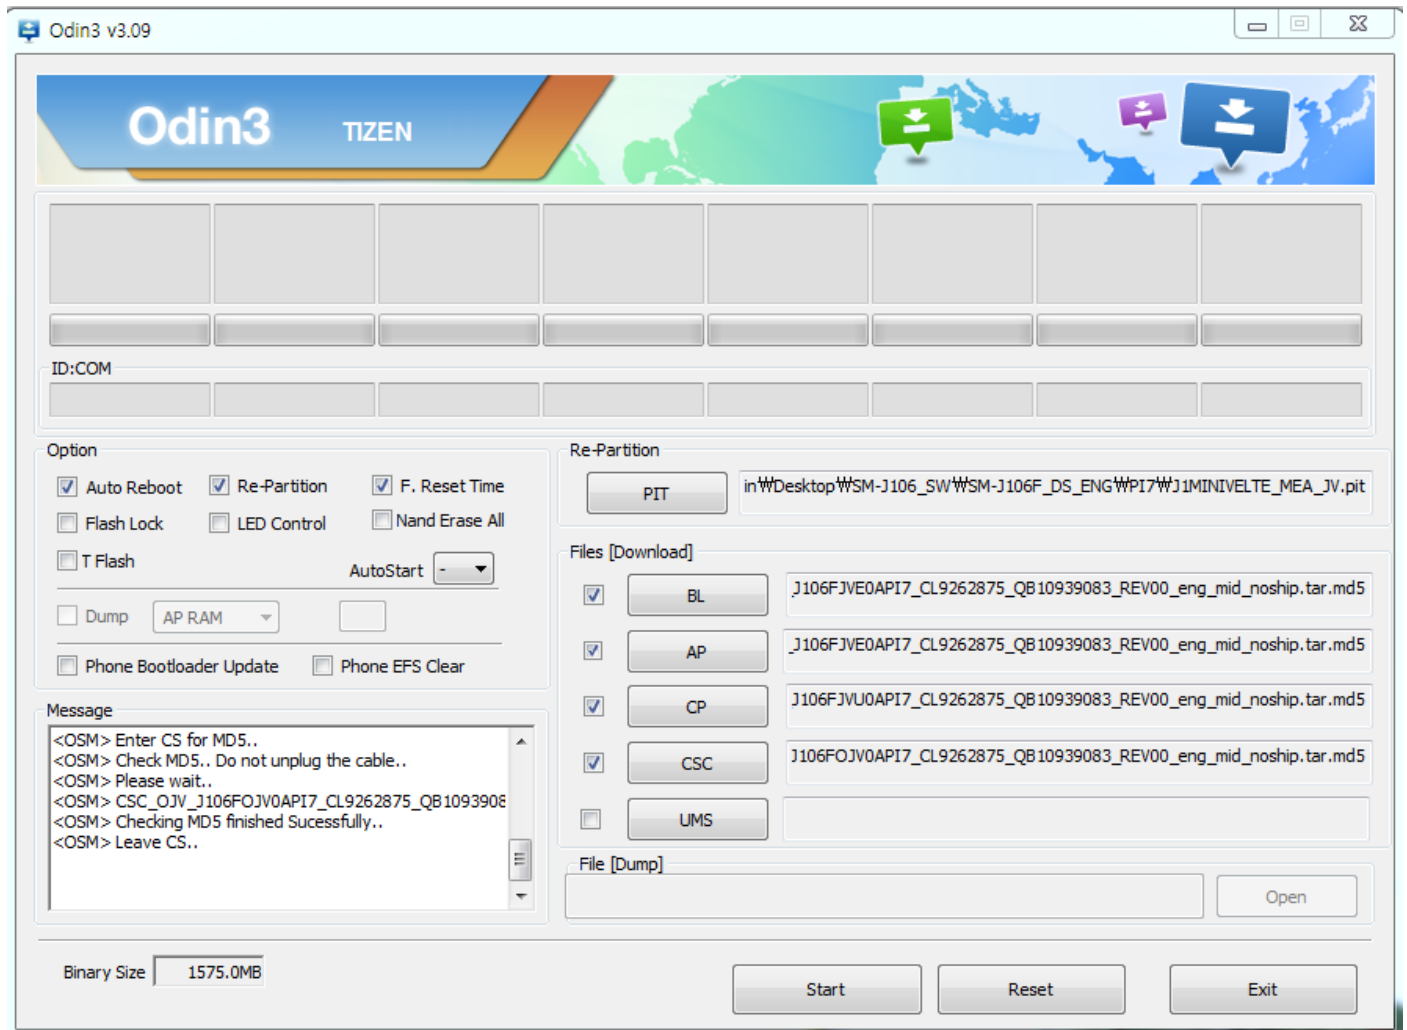 Odin3 v3.09
Odin3 TIZEN
ID:COM
Option
Auto Reboot Re-Partition F. Reset Time
Flash Lock LED Control Nand Erase All
T Flash
AutoStart -
Dump AP RAM
Phone Bootloader Update Phone EFS Clear
Message
<OSM> Enter CS for MD5..
<OSM> Check MD5.. Do not unplug the cable..
<OSM> Please wait..
<OSM> CSC_OJV_J106FOJV0API7_CL9262875_QB1093908
<OSM> Checking MD5 finished Sucessfully..
<OSM> Leave CS..
Re-Partition
PIT in₩Desktop₩SM-J106_SW₩SM-J106F_DS_ENG₩PI7₩J1MINIVELTE_MEA_JV.pit
Files [Download]
BL J106FJVE0API7_CL9262875_QB10939083_REV00_eng_mid_noship.tar.md5
AP _J106FJVE0API7_CL9262875_QB10939083_REV00_eng_mid_noship.tar.md5
CP J106FJVU0API7_CL9262875_QB10939083_REV00_eng_mid_noship.tar.md5
CSC J106FOJV0API7_CL9262875_QB10939083_REV00_eng_mid_noship.tar.md5
UMS
File [Dump]
Open
Binary Size 1575.0MB
Start Reset Exit